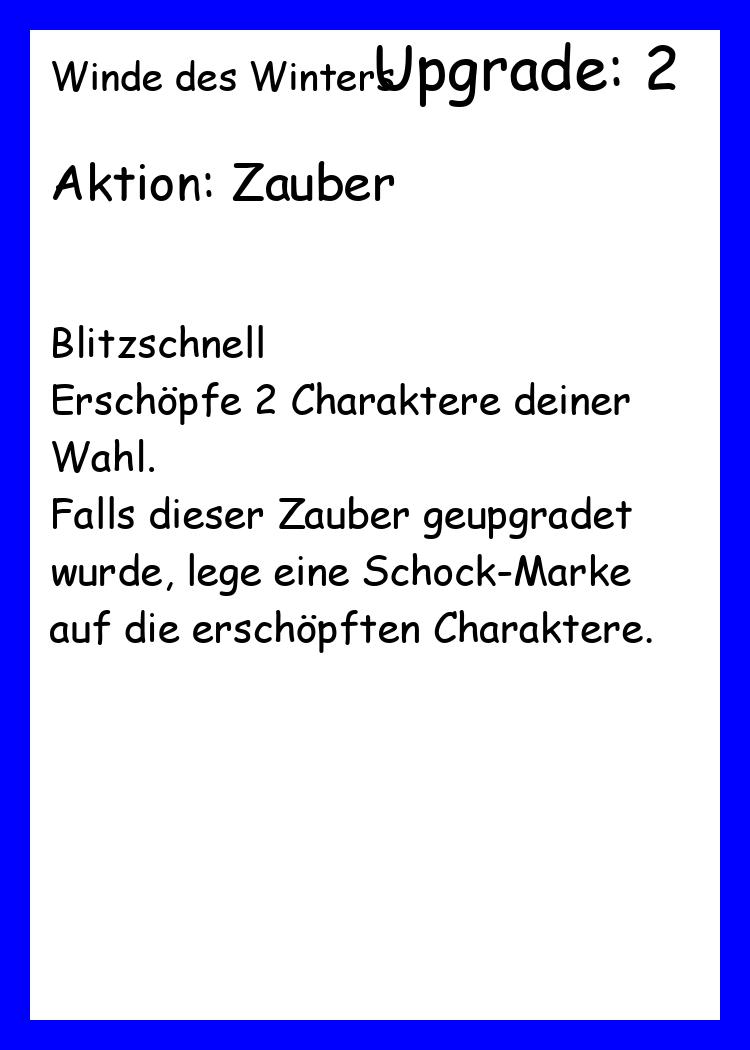 Winde des Winters Upgrade: 2
Aktion: Zauber
Blitzschnell
Erschöpfe 2 Charaktere deiner
Wahl.
Falls dieser Zauber geupgradet
wurde, lege eine Schock-Marke
auf die erschöpften Charaktere.